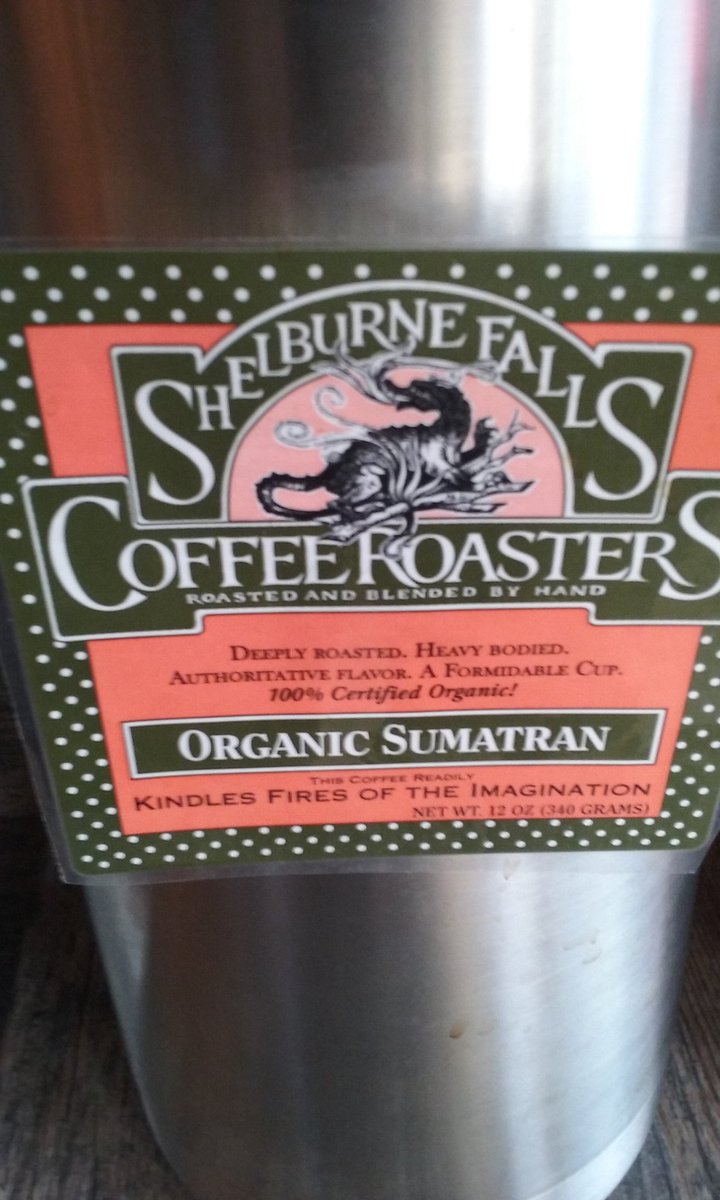 SHELBURNE FALLS
COFFEE ROASTERS
ROASTED AND BLENDED BY HAND
DEEPLY ROASTED. HEAVY BODIED.
AUTHORITATIVE FLAVOR. A FORMIDABLE CUP.
100% Certified Organic!
ORGANIC SUMATRAN
THIS COFFEE READILY
KINDLES FIRES OF THE IMAGINATION
NET WT. 12 OZ (340 GRAMS)